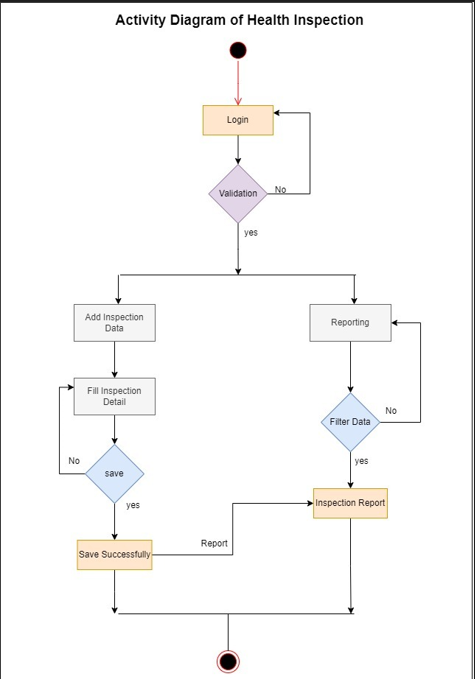 Activity Diagram of Health Inspection
Login
Validation
No
yes
Add Inspection
Data
Reporting
Fill Inspection
Detail
No
Filter Data
No
save
yes
yes
Inspection Report
Save Successfully
Report